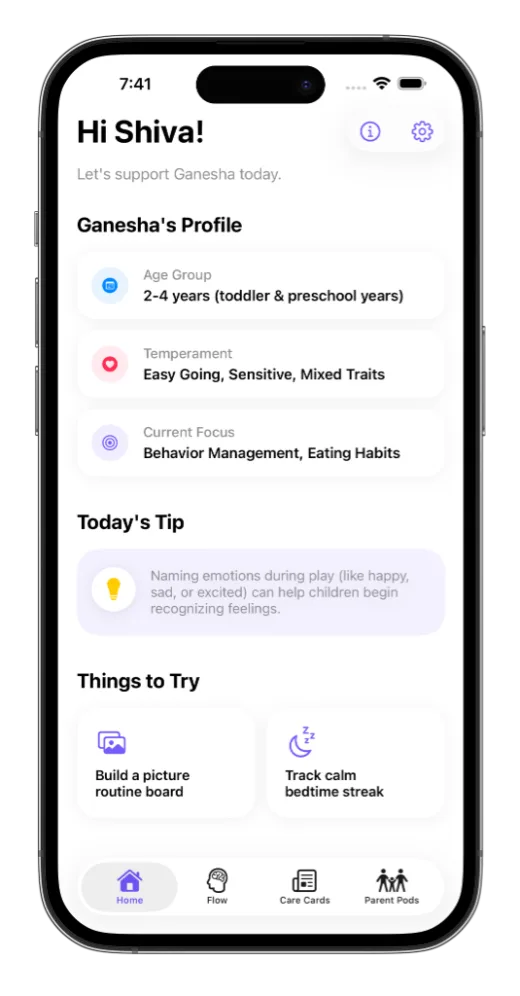 7:41
Hi Shiva!
Let's support Ganesha today.
Ganesha's Profile
Age Group
2-4 years (toddler & preschool years)
Temperament
Easy Going, Sensitive, Mixed Traits
Current Focus
Behavior Management, Eating Habits
Today's Tip
Naming emotions during play (like happy,
sad, or excited) can help children begin
recognizing feelings.
Things to Try
Build a picture
routine board
Track calm
bedtime streak
Home
Flow
Care Cards
Parent Pods